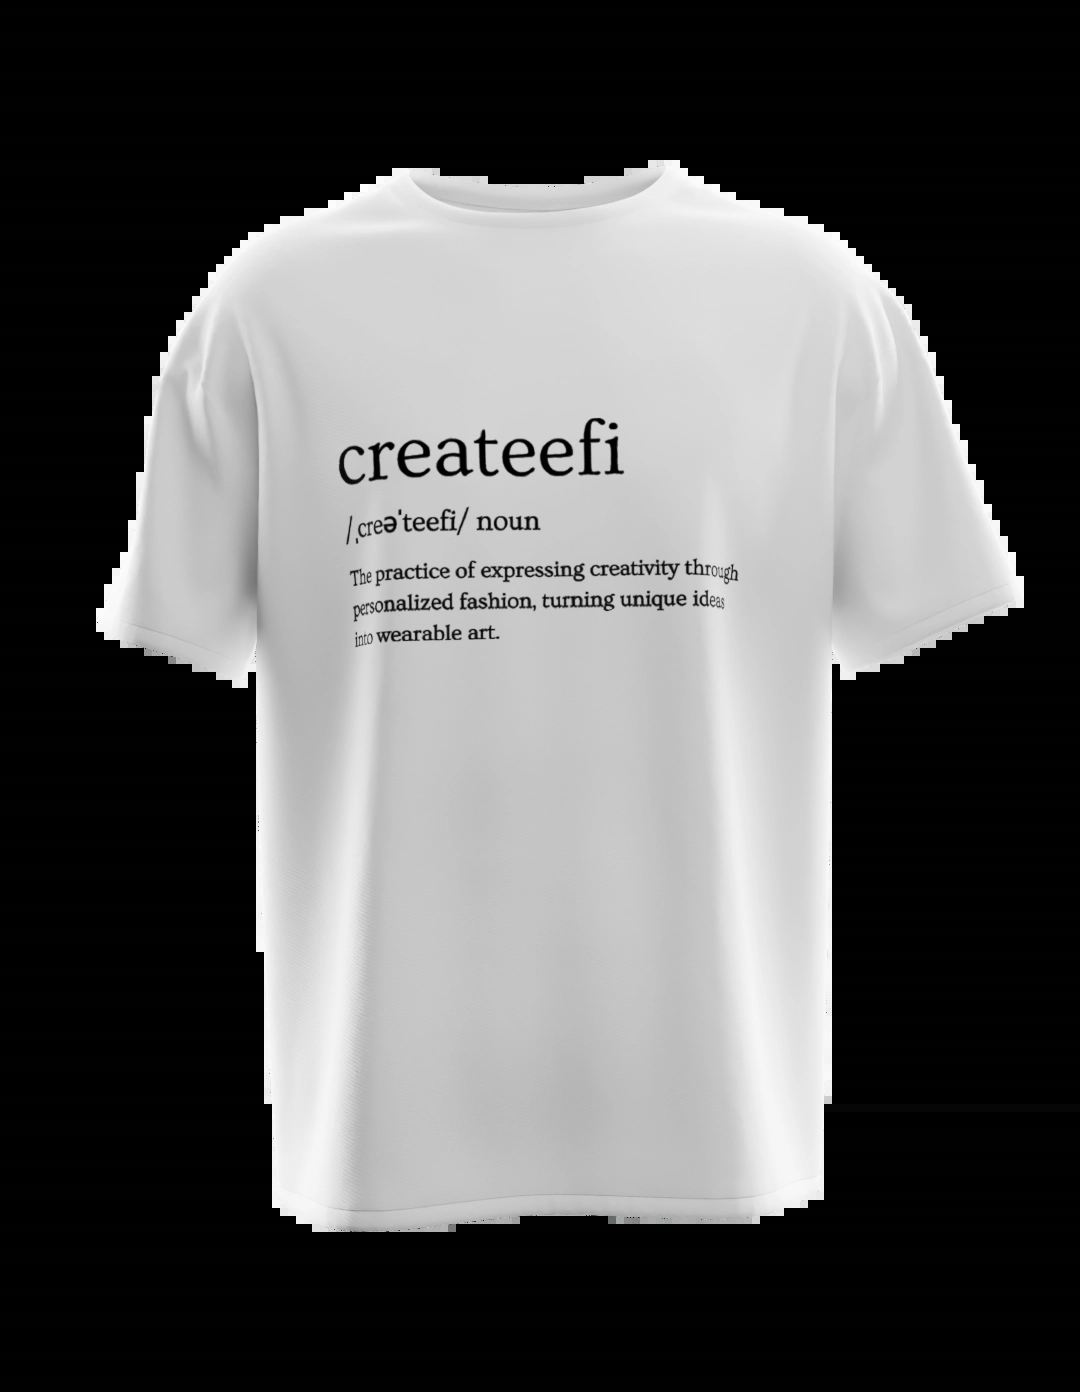 createefi
/ˌcreəˈteefi/ noun
The practice of expressing creativity through
personalized fashion, turning unique ideas
into wearable art.